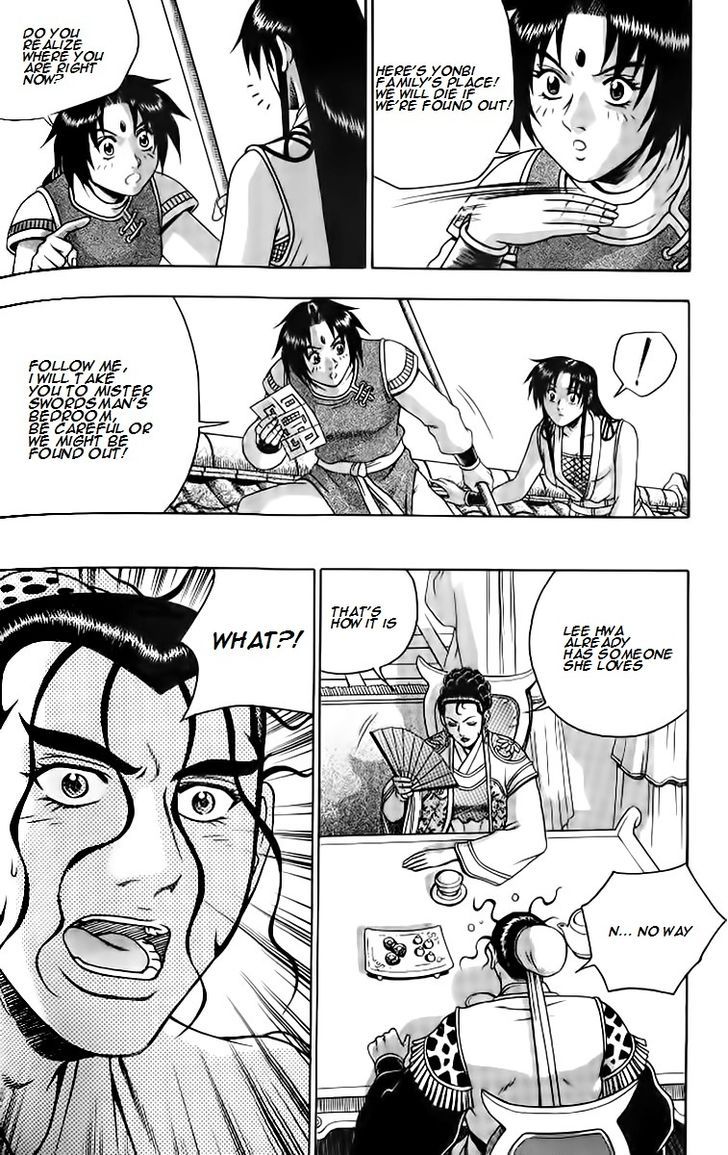 HERE'S YONBI
FAMILY'S PLACE!
WE WILL DIE IF
WE'RE FOUND OUT!
DO YOU
REALIZE
WHERE YOU
ARE RIGHT
NOW?
!
FOLLOW ME,
I WILL TAKE
YOU TO MISTER
SWORDSMAN'S
BEDROOM,
BE CAREFUL OR
WE MIGHT BE
FOUND OUT!
LEE HWA
ALREADY
HAS SOMEONE
SHE LOVES
THAT'S
HOW IT IS
N... NO WAY
WHAT?!